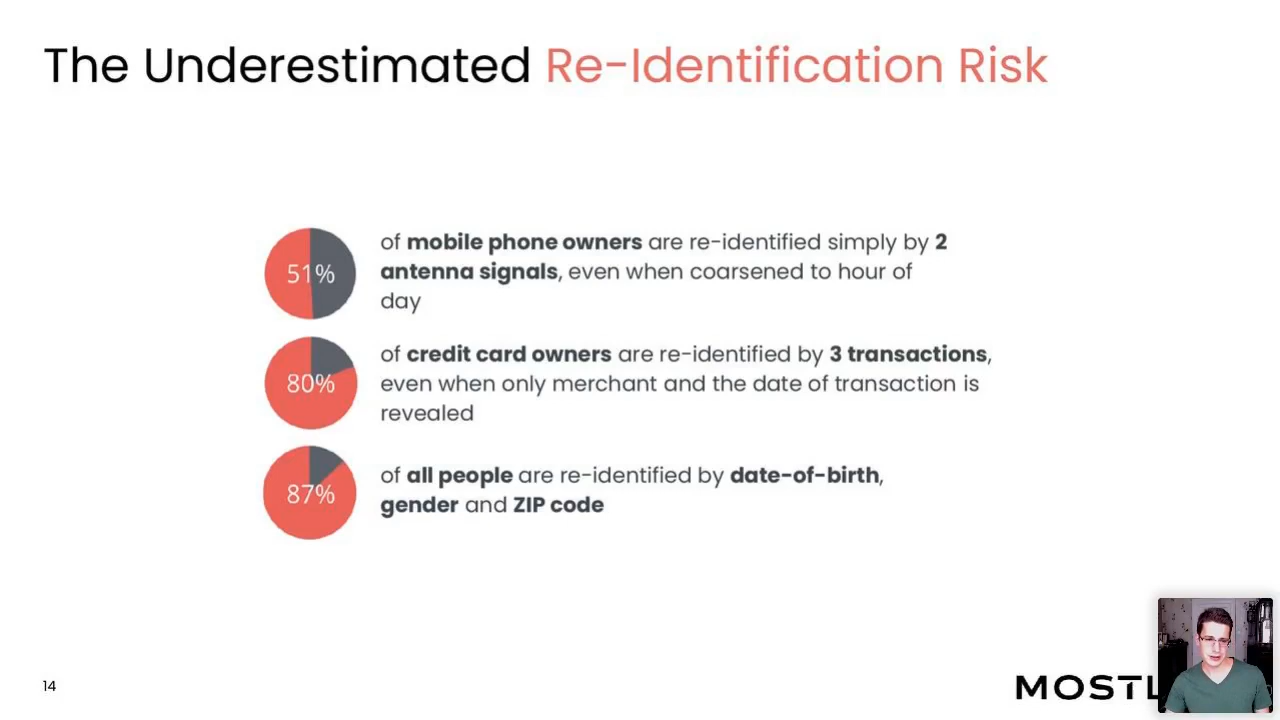 The Underestimated Re-Identification Risk
51%
of mobile phone owners are re-identified simply by 2
antenna signals, even when coarsened to hour of
day
80%
of credit card owners are re-identified by 3 transactions,
even when only merchant and the date of transaction is
revealed
87%
of all people are re-identified by date-of-birth,
gender and ZIP code
14
MOSTL